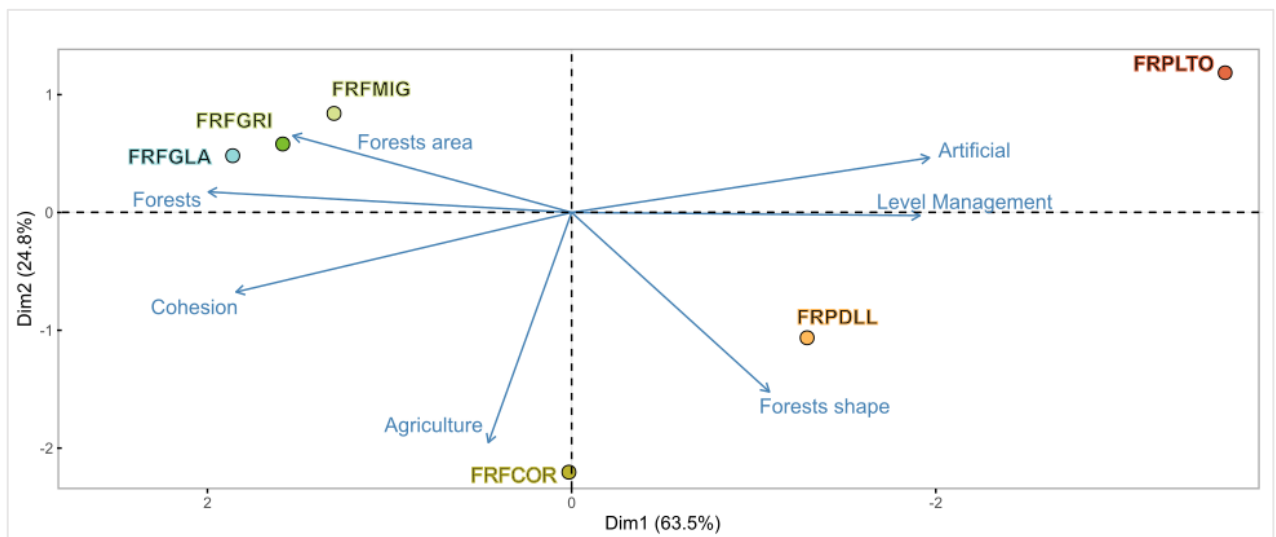 FRPLTO
1
FRFMIG
FRFGRI
Forests area
Artificial
FRFGLA
Forests
Level Management
0
Cohesion
-1
FRPDLL
Forests shape
Agriculture
-2
FRFCOR
2
0
-2
Dim1 (63.5%)
Dim2 (24.8%)